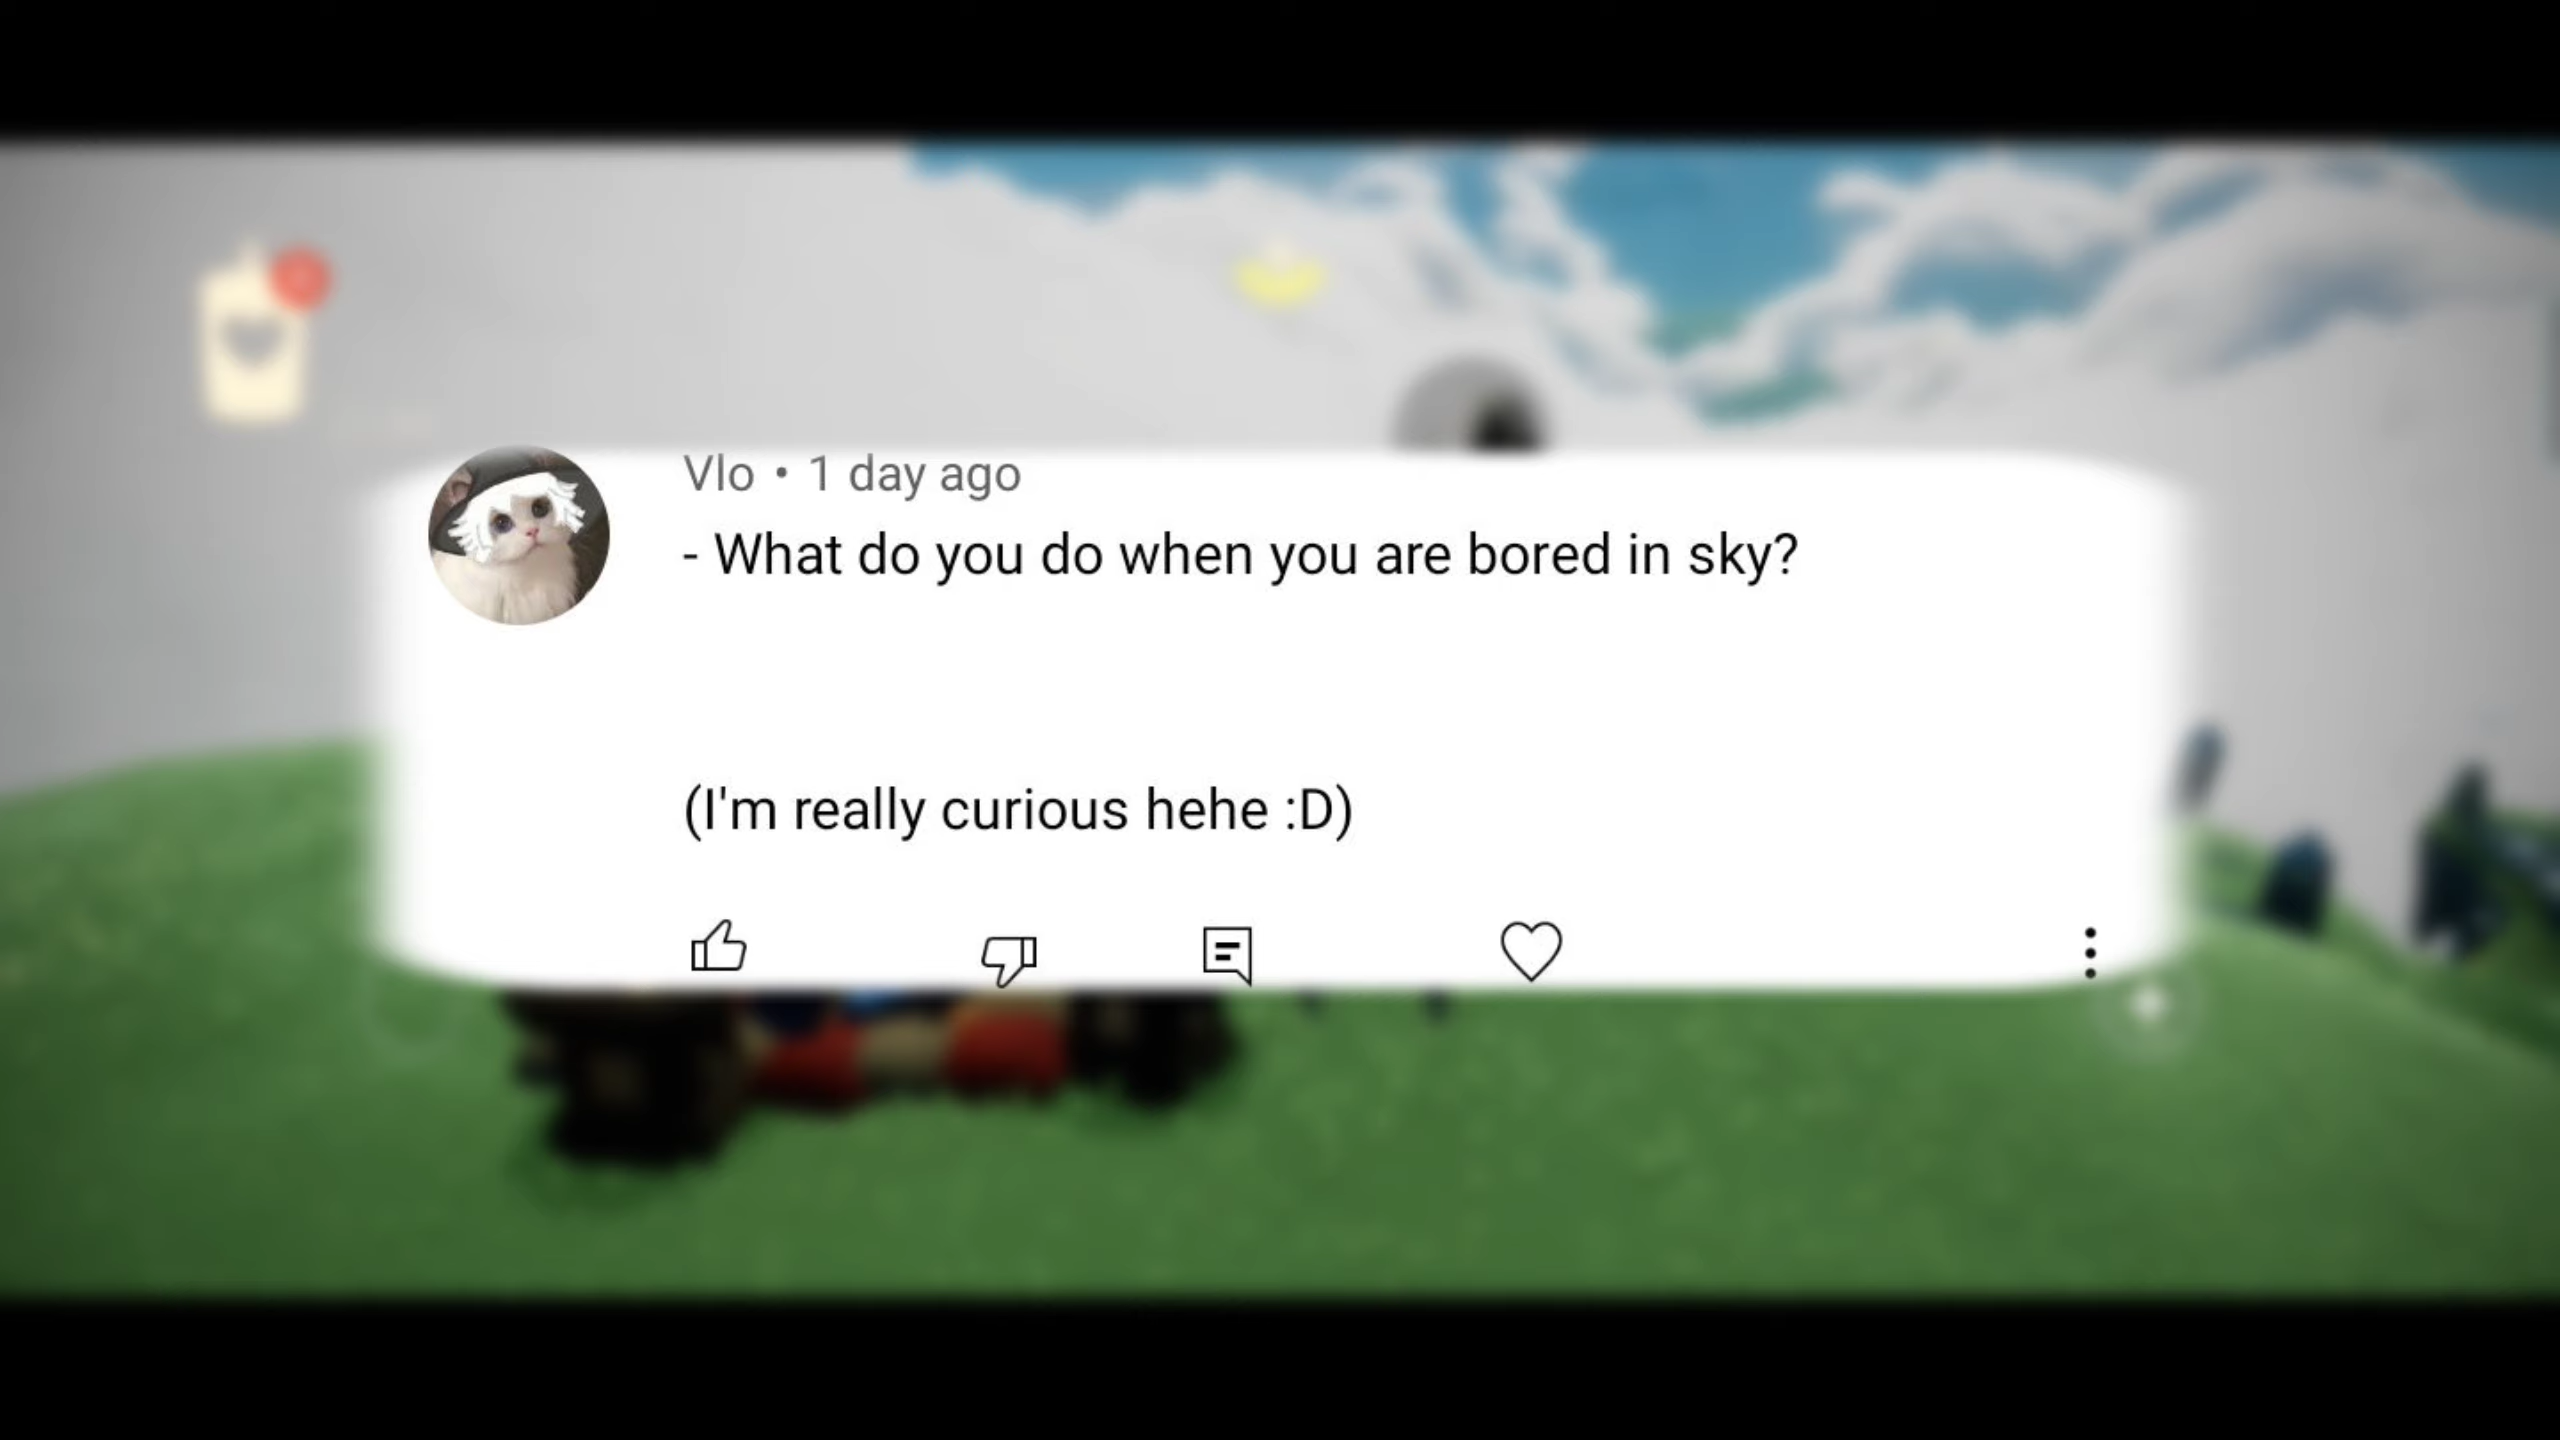 Vlo • 1 day ago
- What do you do when you are bored in sky?
(I'm really curious hehe :D)